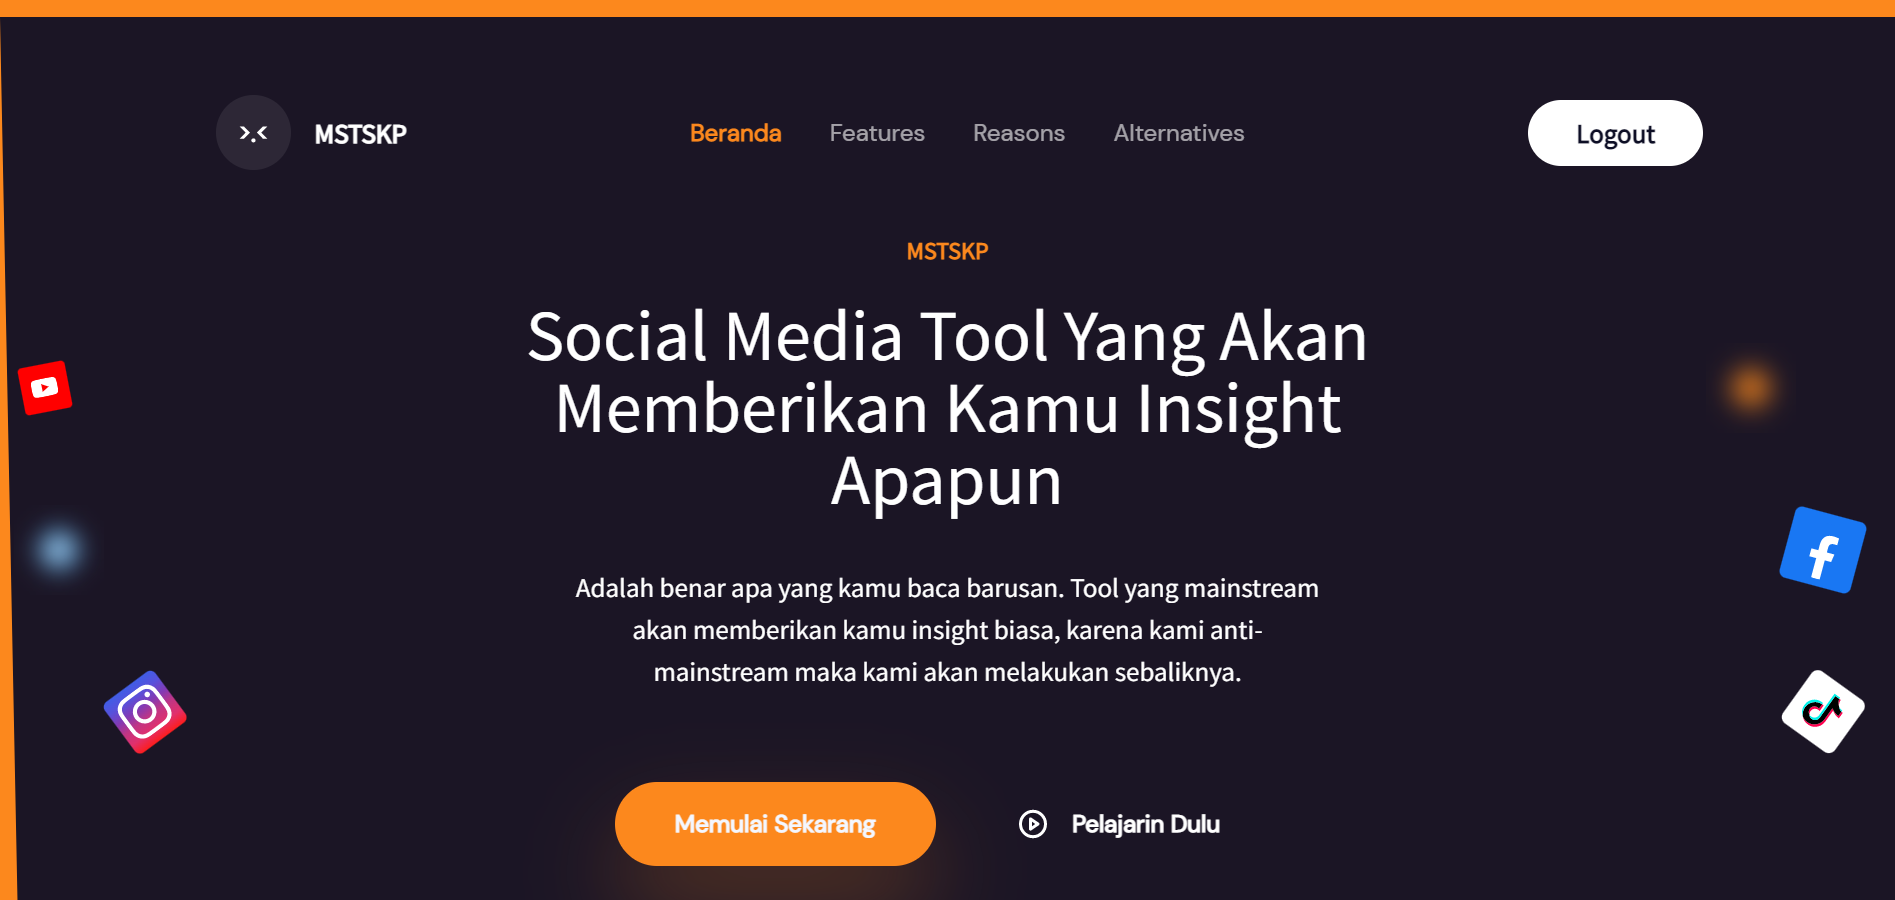 MSTSKP
Beranda
Features
Reasons
Alternatives
Logout
MSTSKP
Social Media Tool Yang Akan
Memberikan Kamu Insight
Apapun
Adalah benar apa yang kamu baca barusan. Tool yang mainstream
akan memberikan kamu insight biasa, karena kami anti-
mainstream maka kami akan melakukan sebaliknya.
Memulai Sekarang
Pelajarin Dulu